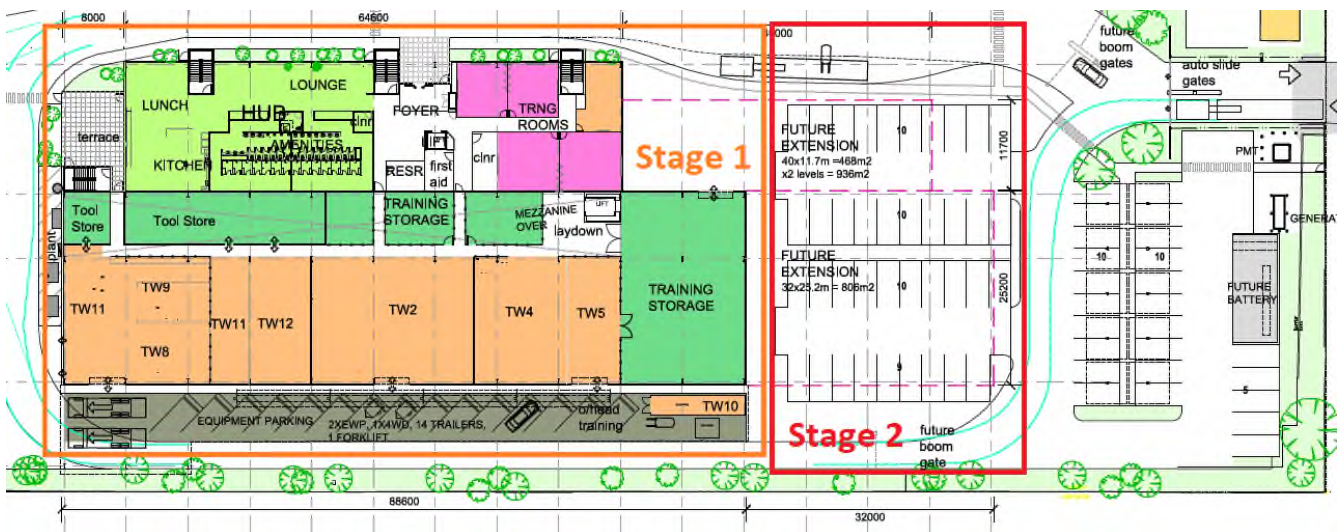 8000
64600
LOUNGE
LUNCH
HUB
clnr
AMENITIES
terrace
KITCHEN
FOYER
LIFT
RESR
first
aid
TRNG
ROOMS
clnr
Stage 1
FUTURE
EXTENSION
40x11.7m =468m2
x2 levels = 936m2
10
11700
future
boom
gates
auto slide
gates
PMT
GENERAT
Tool
Store
Tool Store
TRAINING
STORAGE
MEZZANINE
OVER
LIFT
laydown
plant
10
FUTURE
EXTENSION
32x25.2m = 806m2
10
25200
10
10
FUTURE
BATTERY
TRAINING
STORAGE
TW11
TW9
TW8
TW11
TW12
TW2
TW4
TW5
9
5
EQUIPMENT PARKING
2XEWP, 1X4WD, 14 TRAILERS,
1 FORKLIFT
o/head
training
TW10
Stage 2
future
boom
gate
88600
32000